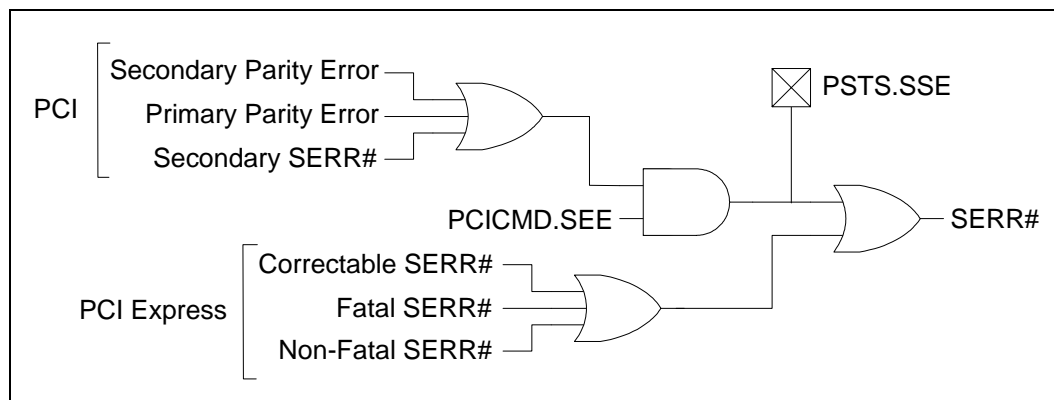 Secondary Parity Error
PCI
Primary Parity Error
Secondary SERR#
PSTS.SSE
PCICMD.SEE
SERR#
Correctable SERR#
PCI Express
Fatal SERR#
Non-Fatal SERR#